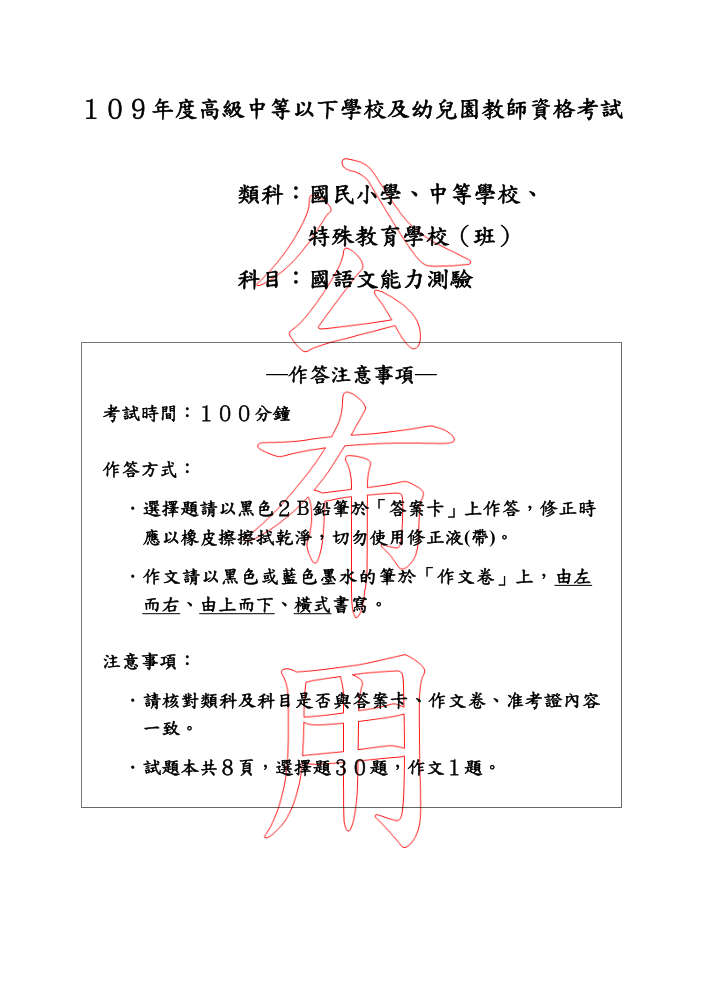 １０９年度高級中等以下學校及幼兒園教師資格考試
類科：國民小學、中等學校、
特殊教育學校（班）
科目：國語文能力測驗
—作答注意事項—
考試時間：１００分鐘
作答方式：
．選擇題請以黑色２Ｂ鉛筆於「答案卡」上作答，修正時
應以橡皮擦擦拭乾淨，切勿使用修正液(帶)。
．作文請以黑色或藍色墨水的筆於「作文卷」上，由左
而右、由上而下、橫式書寫。
注意事項：
．請核對類科及科目是否與答案卡、作文卷、准考證內容
一致。
．試題本共８頁，選擇題３０題，作文１題。
公布用